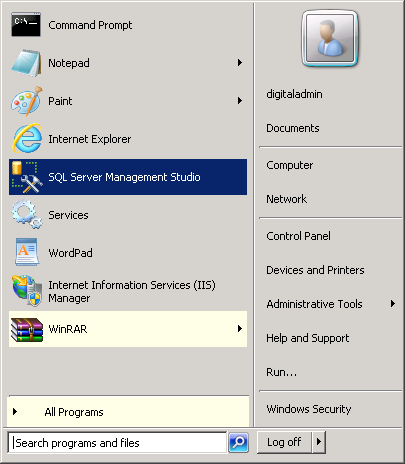 Command Prompt
Notepad
Paint
Internet Explorer
SQL Server Management Studio
Services
WordPad
Internet Information Services (IIS)
Manager
WinRAR
All Programs
Search programs and files
digitaladmin
Documents
Computer
Network
Control Panel
Devices and Printers
Administrative Tools
Help and Support
Run...
Windows Security
Log off